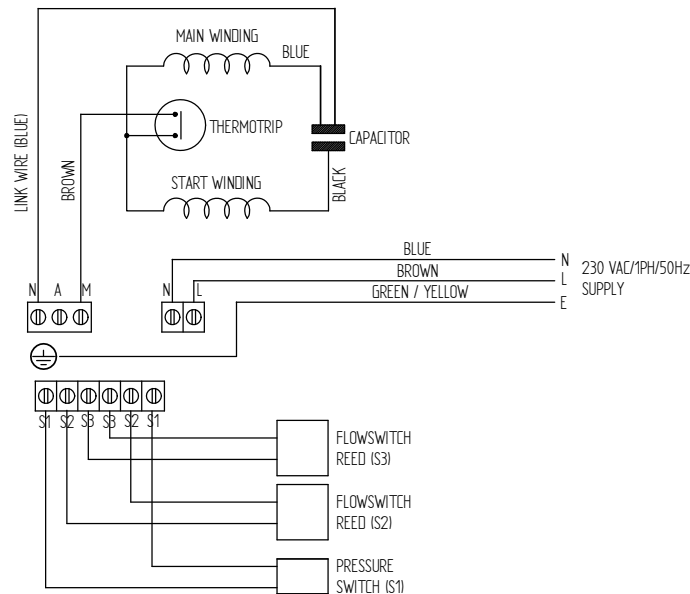 MAIN WINDING
BLUE
THERMOTRIP
CAPACITOR
START WINDING
BLACK
LINK WIRE (BLUE)
BROWN
N A M
N L
BLUE
BROWN
GREEN / YELLOW
N
L
E
230 VAC/1PH/50Hz
SUPPLY
S1 S2 S3 S3 S2 S1
FLOWSWITCH
REED (S3)
FLOWSWITCH
REED (S2)
PRESSURE
SWITCH (S1)